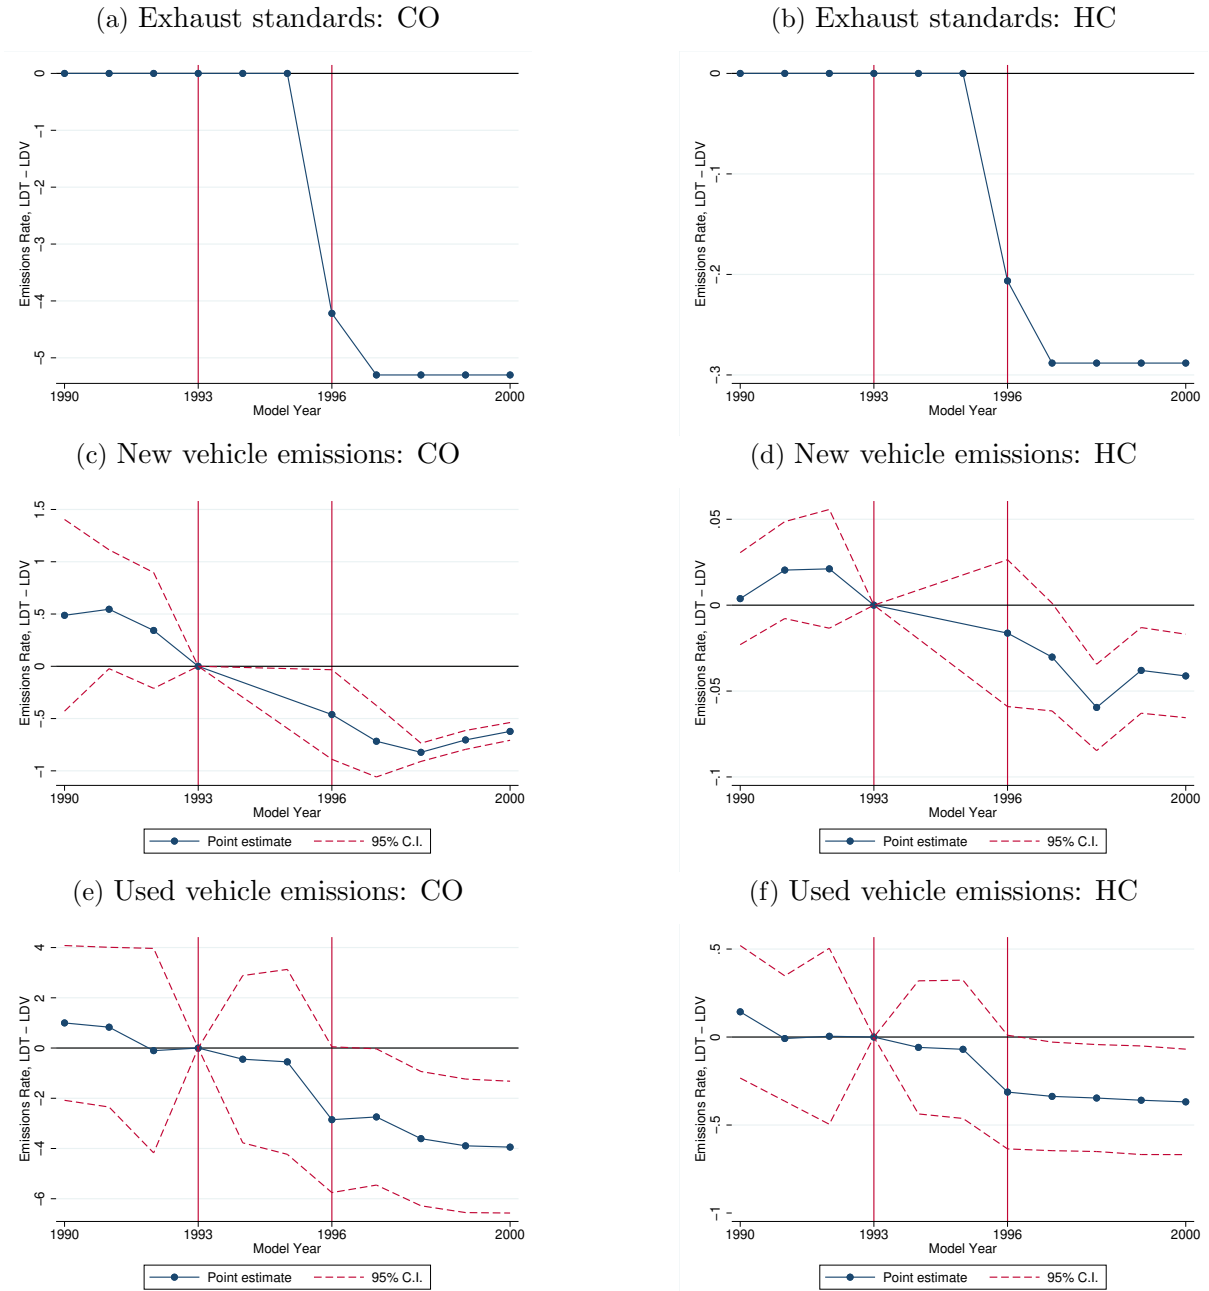 (a) Exhaust standards: CO
(b) Exhaust standards: HC
Emissions Rate, LDT − LDV
0
−1
−2
−3
−4
−5
1990
1993
1996
2000
Model Year
Emissions Rate, LDT − LDV
0
−.1
−.2
−.3
1990
1993
1996
2000
Model Year
(c) New vehicle emissions: CO
(d) New vehicle emissions: HC
Emissions Rate, LDT − LDV
1.5
1
.5
0
−.5
−1
1990
1993
1996
2000
Model Year
Point estimate
95% C.I.
Emissions Rate, LDT − LDV
.05
0
−.05
−.1
1990
1993
1996
2000
Model Year
Point estimate
95% C.I.
(e) Used vehicle emissions: CO
(f) Used vehicle emissions: HC
Emissions Rate, LDT − LDV
4
2
0
−2
−4
−6
1990
1993
1996
2000
Model Year
Point estimate
95% C.I.
Emissions Rate, LDT − LDV
.5
0
−.5
−1
1990
1993
1996
2000
Model Year
Point estimate
95% C.I.